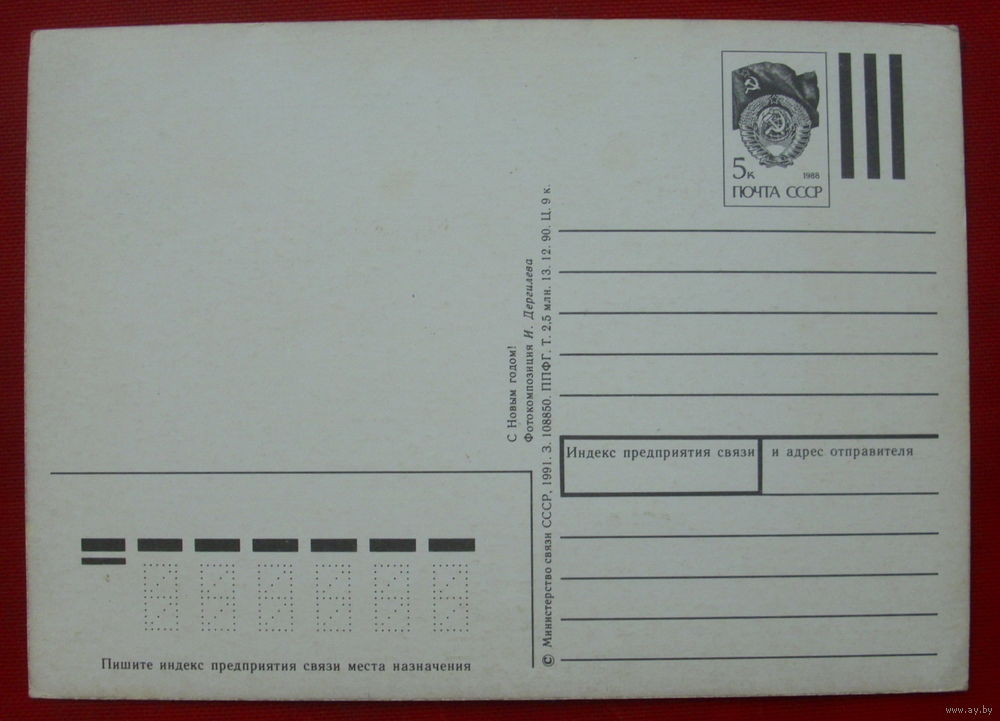 5к
1988
ПОЧТА СССР
С Новым годом!
Фотокомпозиция И. Дергилева
© Министерство связи СССР, 1991. З. 108850. ППФГ. Т. 2,5 млн. 13. 12. 90. Ц. 9 к.
Индекс предприятия связи и адрес отправителя
Пишите индекс предприятия связи места назначения
www.ay.by